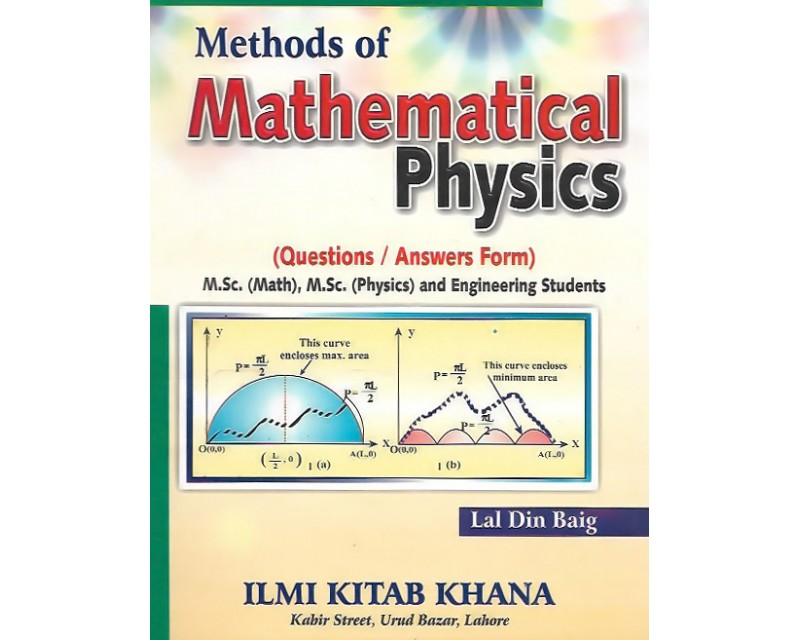 Methods of
Mathematical
Physics
(Questions / Answers Form)
M.Sc. (Math), M.Sc. (Physics) and Engineering Students
y
This curve
encloses max. area
P= πL/2
P= πL/2
O(0,0)
(L/2, 0)
1 (a)
A(L,0)
X
y
This curve encloses
minimum area
P= πL/2
P= πL/2
O(0,0)
1 (b)
A(L,0)
X
Lal Din Baig
ILMI KITAB KHANA
Kabir Street, Urud Bazar, Lahore